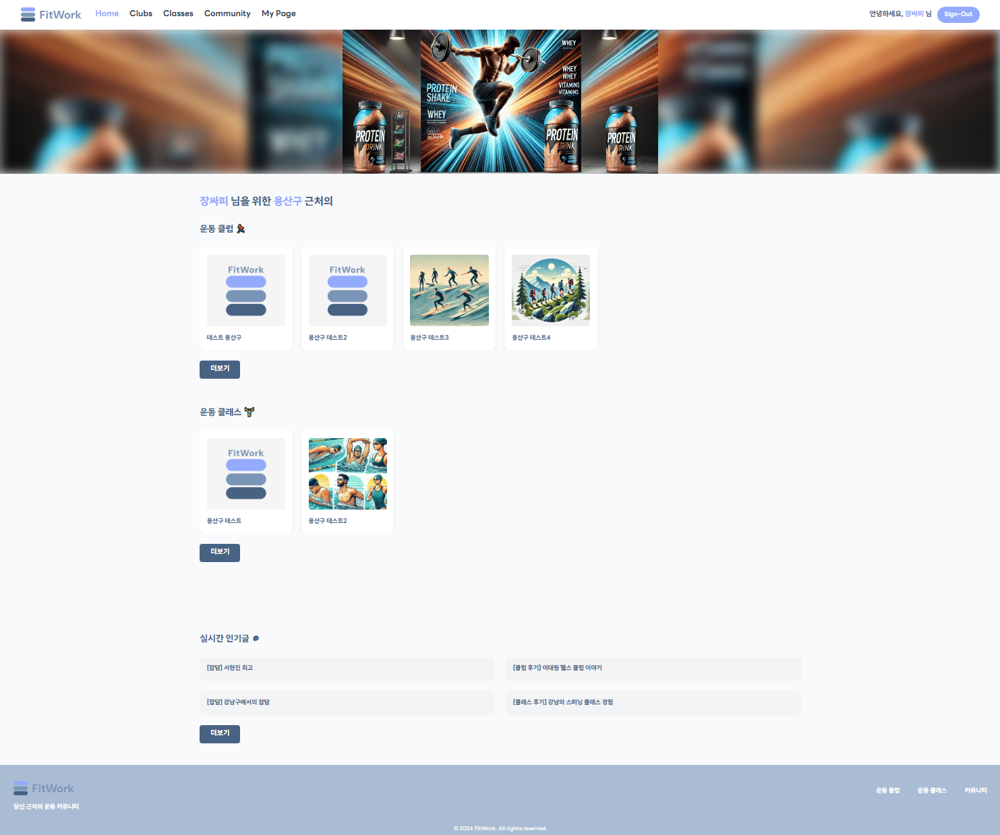 FitWork
Home Clubs Classes Community My Page
안녕하세요, 장싸피 님
Sign-Out
PROTEIN
SHAKE
WHEY
WHEY
WHEY
WHEY
VITAMINS
VITAMINS
PROTEIN
DRINK
PROTEIN
DRINK
PROTEIN
DRINK
WHEY
장싸피 님을 위한 용산구 근처의
운동 클럽
FitWork
FitWork
테스트 용산구
용산구 테스트2
용산구 테스트3
용산구 테스트4
더보기
운동 클래스
FitWork
용산구 테스트
용산구 테스트2
더보기
실시간 인기글
[잡담] 서현진 최고
[클럽 후기] 이태원 헬스 클럽 이야기
[잡담] 강남구에서의 잡담
[클래스 후기] 강남의 스피닝 클래스 경험
더보기
FitWork
당신 근처의 운동 커뮤니티
운동 클럽
운동 클래스
커뮤니티
© 2024 FitWork. All rights reserved.